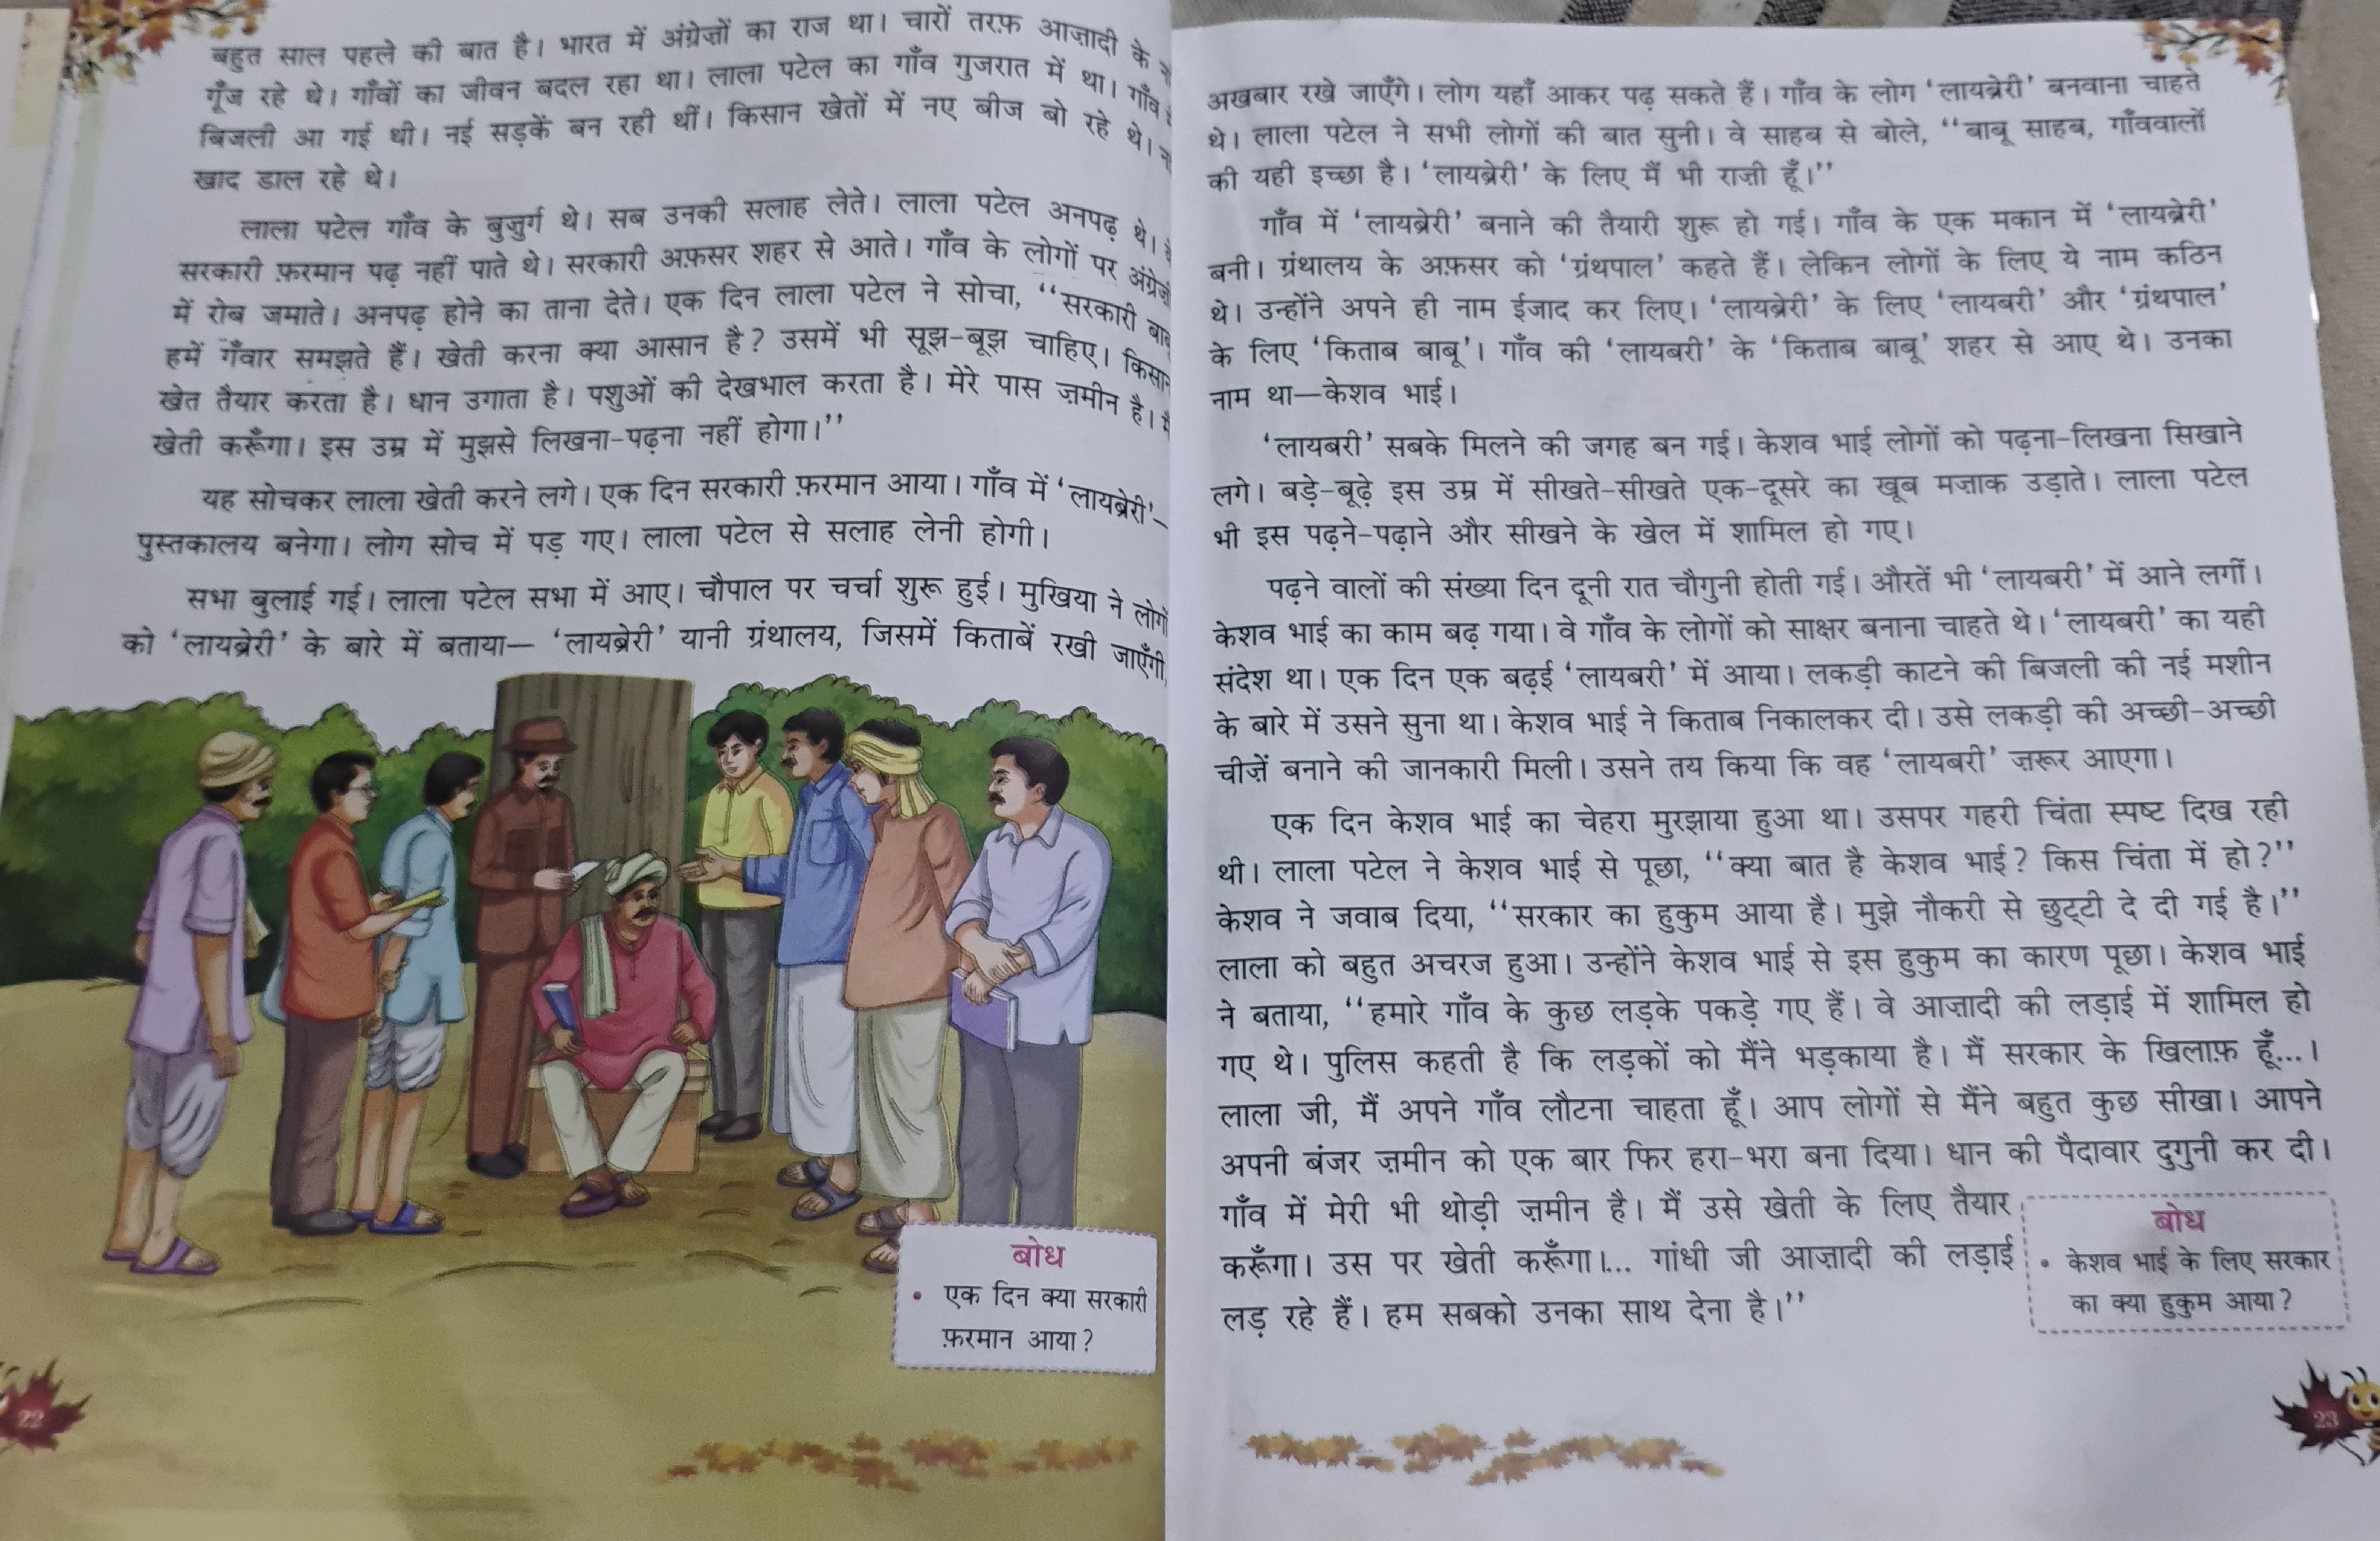 बहुत साल पहले की बात है। भारत में अंग्रेज़ों का राज था। चारों तरफ़ आज़ादी के
गूँज रहे थे। गाँवों का जीवन बदल रहा था। लाला पटेल का गाँव गुजरात में था। गाँव
बिजली आ गई थी। नई सड़कें बन रही थीं। किसान खेतों में नए बीज बो रहे थे।
खाद डाल रहे थे।
लाला पटेल गाँव के बुज़ुर्ग थे। सब उनकी सलाह लेते। लाला पटेल अनपढ़ थे।
सरकारी फ़रमान पढ़ नहीं पाते थे। सरकारी अफ़सर शहर से आते। गाँव के लोगों पर
में रोब जमाते। अनपढ़ होने का ताना देते। एक दिन लाला पटेल ने सोचा, “सरकारी
हमें गँवार समझते हैं। खेती करना क्या आसान है? उसमें भी सूझ-बूझ चाहिए। किसान
खेत तैयार करता है। धान उगाता है। पशुओं की देखभाल करता है। मेरे पास ज़मीन है।
खेती करूँगा। इस उम्र में मुझसे लिखना-पढ़ना नहीं होगा।”
यह सोचकर लाला खेती करने लगे। एक दिन सरकारी फ़रमान आया। गाँव में ‘लायब्रेरी’–
पुस्तकालय बनेगा। लोग सोच में पड़ गए। लाला पटेल से सलाह लेनी होगी।
सभा बुलाई गई। लाला पटेल सभा में आए। चौपाल पर चर्चा शुरू हुई। मुखिया ने लोगों
को ‘लायब्रेरी’ के बारे में बताया— ‘लायब्रेरी’ यानी ग्रंथालय, जिसमें किताबें रखी जाएँगी,
बोध
• एक दिन क्या सरकारी
फ़रमान आया?
22
अखबार रखे जाएँगे। लोग यहाँ आकर पढ़ सकते हैं। गाँव के लोग ‘लायब्रेरी’ बनवाना चाहते
थे। लाला पटेल ने सभी लोगों की बात सुनी। वे साहब से बोले, “बाबू साहब, गाँववालों
की यही इच्छा है। ‘लायब्रेरी’ के लिए मैं भी राज़ी हूँ।”
गाँव में ‘लायब्रेरी’ बनाने की तैयारी शुरू हो गई। गाँव के एक मकान में ‘लायब्रेरी’
बनी। ग्रंथालय के अफ़सर को ‘ग्रंथपाल’ कहते हैं। लेकिन लोगों के लिए ये नाम कठिन
थे। उन्होंने अपने ही नाम ईजाद कर लिए। ‘लायब्रेरी’ के लिए ‘लायबरी’ और ‘ग्रंथपाल’
के लिए ‘किताब बाबू’। गाँव की ‘लायबरी’ के ‘किताब बाबू’ शहर से आए थे। उनका
नाम था—केशव भाई।
‘लायबरी’ सबके मिलने की जगह बन गई। केशव भाई लोगों को पढ़ना-लिखना सिखाने
लगे। बड़े-बूढ़े इस उम्र में सीखते-सीखते एक-दूसरे का खूब मज़ाक उड़ाते। लाला पटेल
भी इस पढ़ने-पढ़ाने और सीखने के खेल में शामिल हो गए।
पढ़ने वालों की संख्या दिन दूनी रात चौगुनी होती गई। औरतें भी ‘लायबरी’ में आने लगीं।
केशव भाई का काम बढ़ गया। वे गाँव के लोगों को साक्षर बनाना चाहते थे। ‘लायबरी’ का यही
संदेश था। एक दिन एक बढ़ई ‘लायबरी’ में आया। लकड़ी काटने की बिजली की नई मशीन
के बारे में उसने सुना था। केशव भाई ने किताब निकालकर दी। उसे लकड़ी की अच्छी-अच्छी
चीज़ें बनाने की जानकारी मिली। उसने तय किया कि वह ‘लायबरी’ ज़रूर आएगा।
एक दिन केशव भाई का चेहरा मुरझाया हुआ था। उसपर गहरी चिंता स्पष्ट दिख रही
थी। लाला पटेल ने केशव भाई से पूछा, “क्या बात है केशव भाई? किस चिंता में हो?”
केशव ने जवाब दिया, “सरकार का हुकुम आया है। मुझे नौकरी से छुट्टी दे दी गई है।”
लाला को बहुत अचरज हुआ। उन्होंने केशव भाई से इस हुकुम का कारण पूछा। केशव भाई
ने बताया, “हमारे गाँव के कुछ लड़के पकड़े गए हैं। वे आज़ादी की लड़ाई में शामिल हो
गए थे। पुलिस कहती है कि लड़कों को मैंने भड़काया है। मैं सरकार के खिलाफ़ हूँ...।
लाला जी, मैं अपने गाँव लौटना चाहता हूँ। आप लोगों से मैंने बहुत कुछ सीखा। आपने
अपनी बंजर ज़मीन को एक बार फिर हरा-भरा बना दिया। धान की पैदावार दुगुनी कर दी।
गाँव में मेरी भी थोड़ी ज़मीन है। मैं उसे खेती के लिए तैयार
करूँगा। उस पर खेती करूँगा।... गांधी जी आज़ादी की लड़ाई
लड़ रहे हैं। हम सबको उनका साथ देना है।”
बोध
• केशव भाई के लिए सरकार
का क्या हुकुम आया?
23